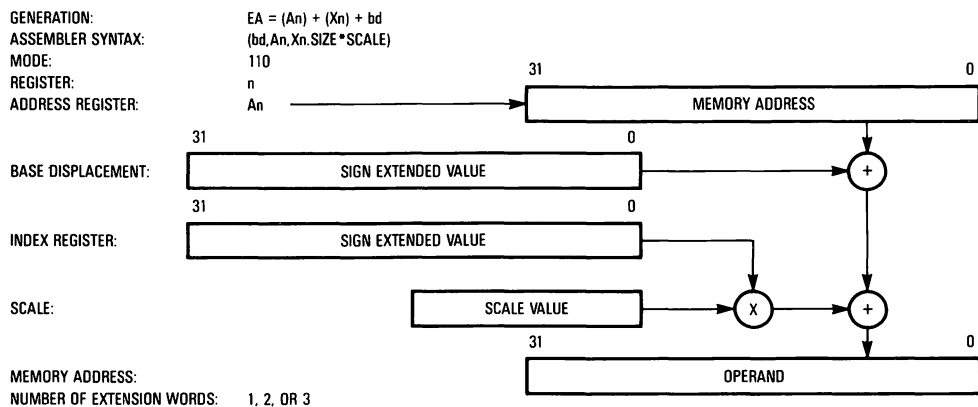 GENERATION: EA = (An) + (Xn) + bd
ASSEMBLER SYNTAX: (bd,An,Xn.SIZE*SCALE)
MODE: 110
REGISTER: n
31 0
ADDRESS REGISTER: An MEMORY ADDRESS
31 0
BASE DISPLACEMENT: SIGN EXTENDED VALUE +
31 0
INDEX REGISTER: SIGN EXTENDED VALUE
SCALE: SCALE VALUE X +
31 0
MEMORY ADDRESS: OPERAND
NUMBER OF EXTENSION WORDS: 1, 2, OR 3